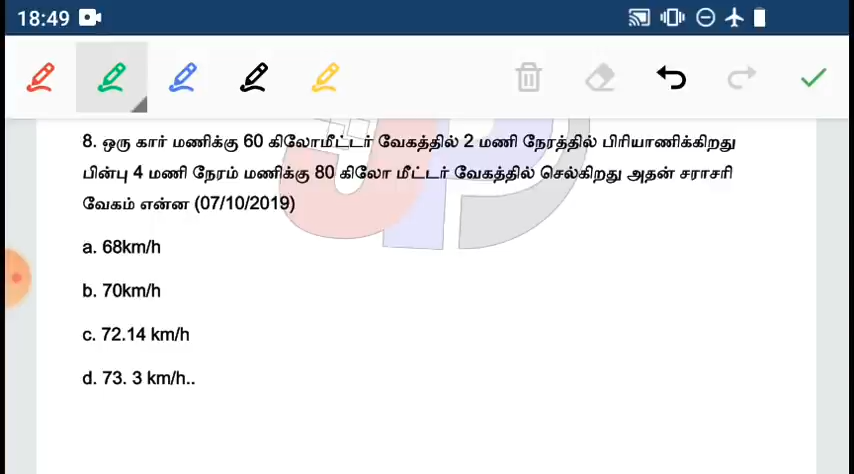 18:49
8. ஒரு கார் மணிக்கு 60 கிலோமீட்டர் வேகத்தில் 2 மணி நேரத்தில் பிரியாணிக்கிறது
பின்பு 4 மணி நேரம் மணிக்கு 80 கிலோ மீட்டர் வேகத்தில் செல்கிறது அதன் சராசரி
வேகம் என்ன (07/10/2019)
a. 68km/h
b. 70km/h
c. 72.14 km/h
d. 73. 3 km/h..